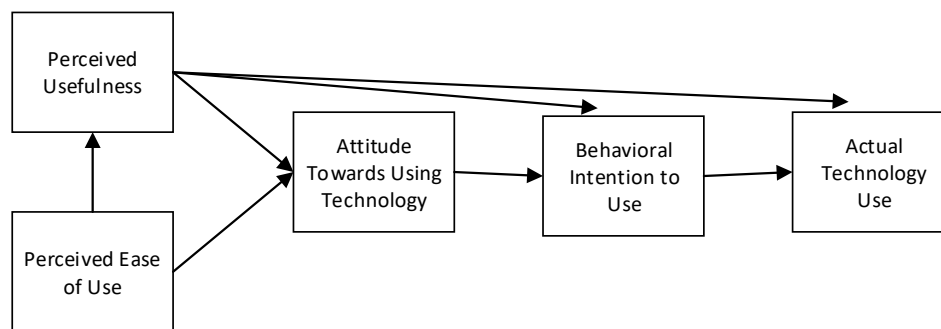 Perceived
Usefulness
Attitude
Towards Using
Technology
Behavioral
Intention to
Use
Actual
Technology
Use
Perceived Ease
of Use